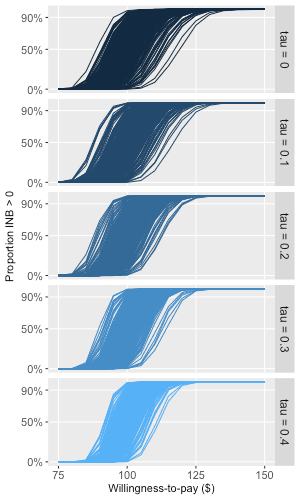 Proportion INB > 0
90%
50%
0%
tau = 0
90%
50%
0%
tau = 0.1
90%
50%
0%
tau = 0.2
90%
50%
0%
tau = 0.3
90%
50%
0%
tau = 0.4
75 100 125 150
Willingness-to-pay ($)